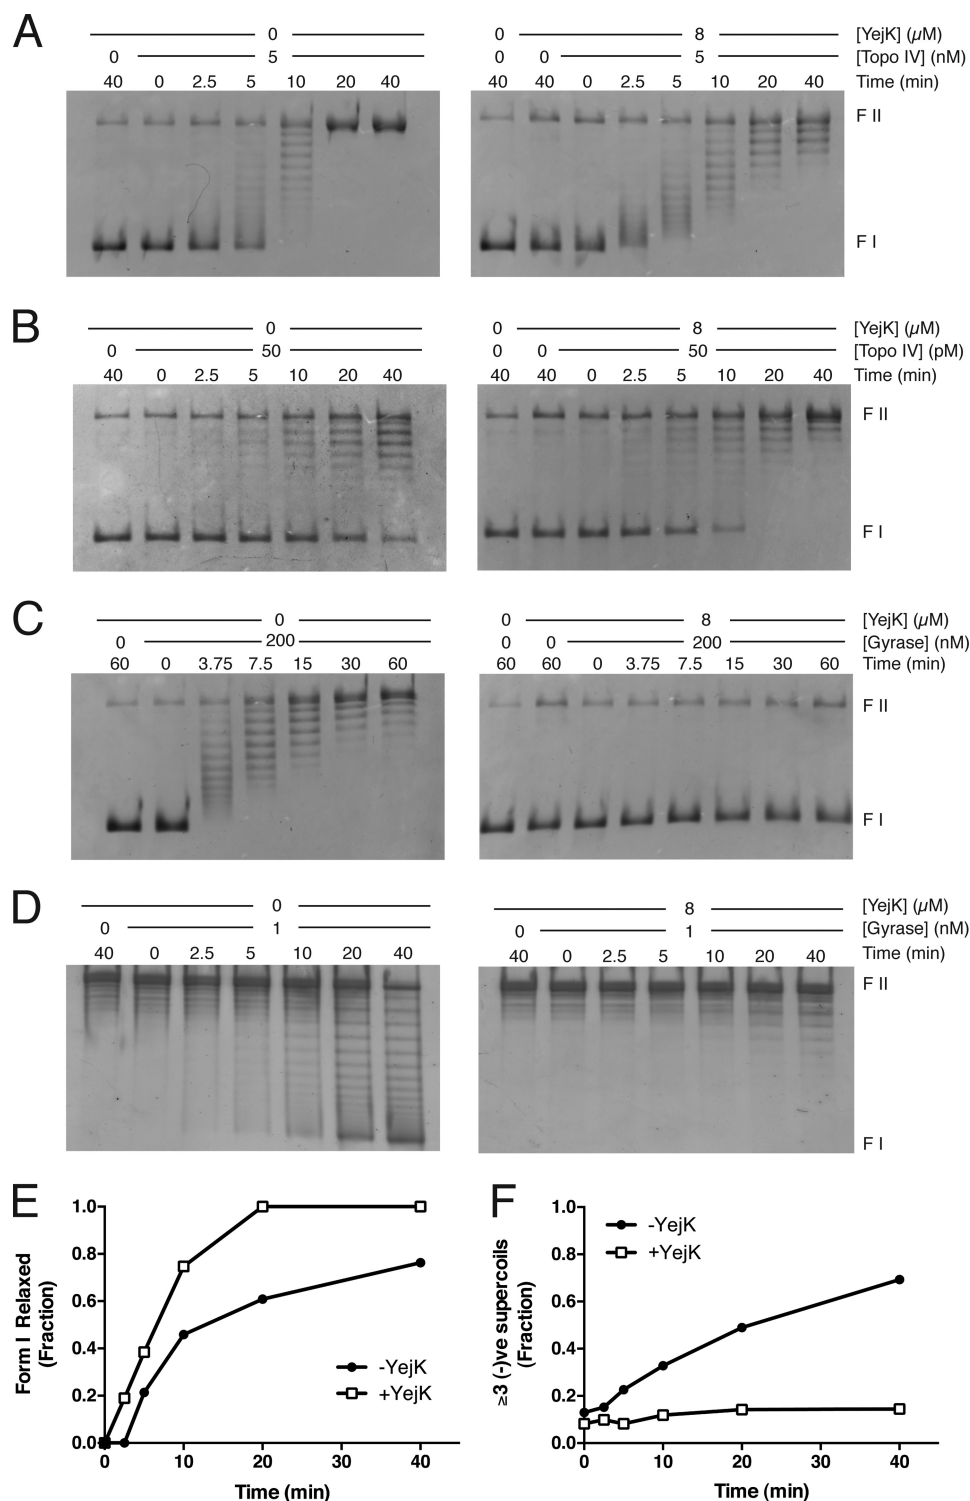 A
0 0 8 [YejK] (µM)
0 5 0 0 5 [Topo IV] (nM)
40 0 2.5 5 10 20 40 40 40 0 2.5 5 10 20 40 Time (min)
F II
F I
B
0 0 8 [YejK] (µM)
0 50 0 0 50 [Topo IV] (pM)
40 0 2.5 5 10 20 40 40 40 0 2.5 5 10 20 40 Time (min)
F II
F I
C
0 0 8 [YejK] (µM)
0 200 0 0 200 [Gyrase] (nM)
60 0 3.75 7.5 15 30 60 60 60 0 3.75 7.5 15 30 60 Time (min)
F II
F I
D
0 8 [YejK] (µM)
0 1 0 1 [Gyrase] (nM)
40 0 2.5 5 10 20 40 40 0 2.5 5 10 20 40 Time (min)
F II
F I
E
Form I Relaxed
(Fraction)
1.0
0.8
0.6
0.4
0.2
0.0
-YejK
+YejK
0 10 20 30 40
Time (min)
F
≥3 (-)ve supercoils
(Fraction)
1.0
0.8
0.6
0.4
0.2
0.0
-YejK
+YejK
0 10 20 30 40
Time (min)